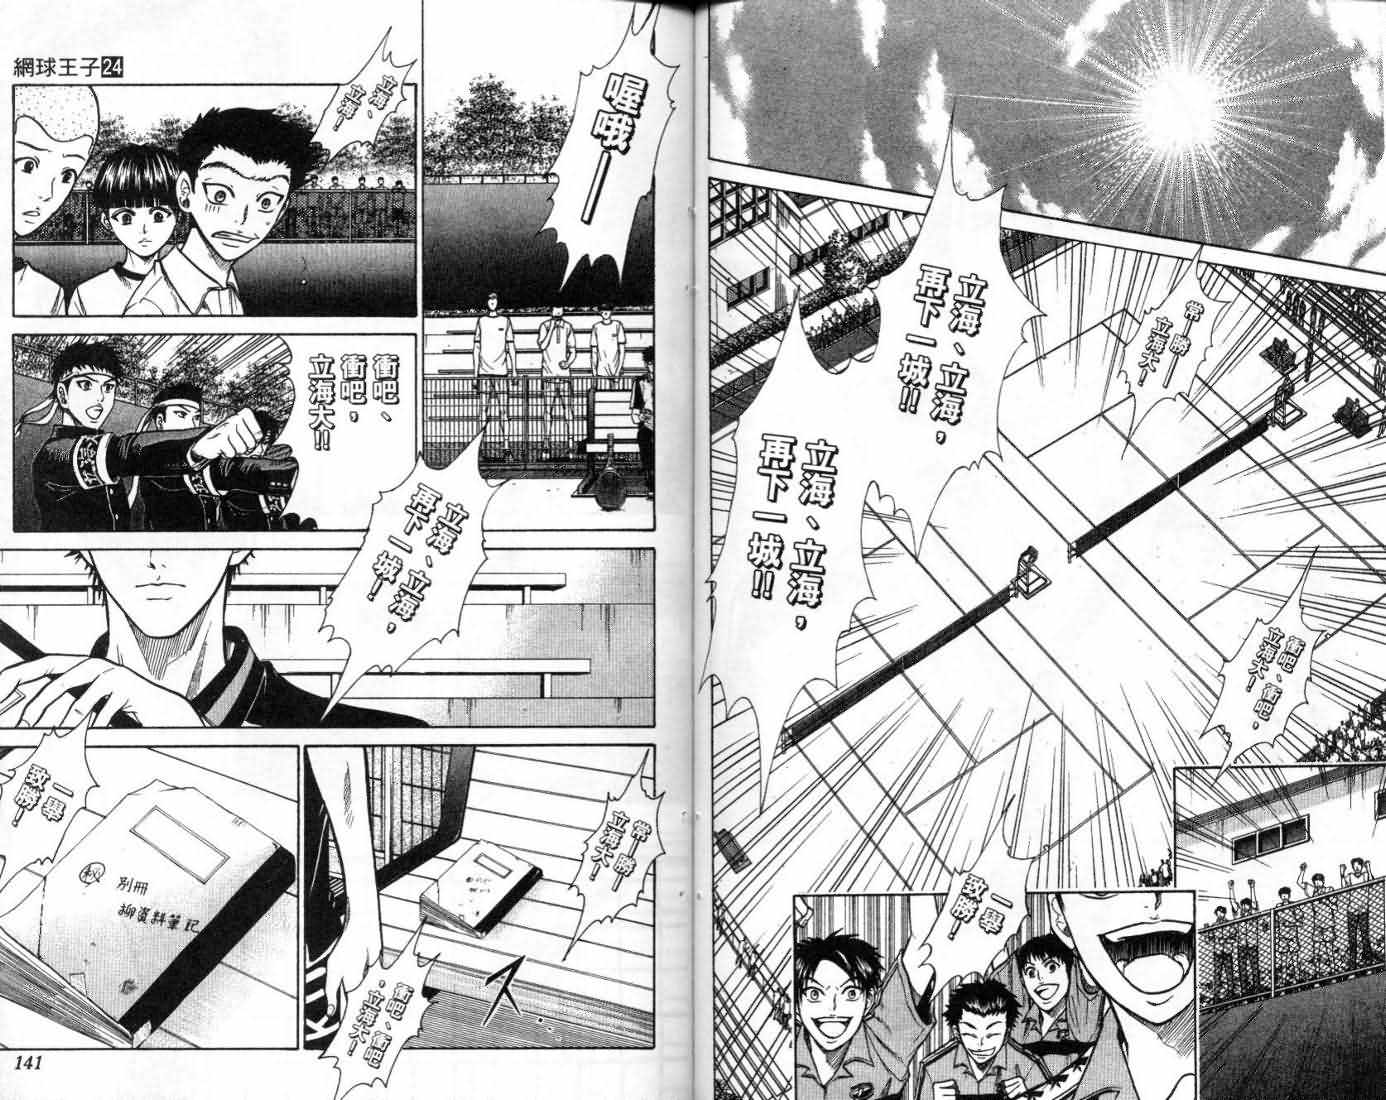 常—勝—
立海大！
立海、立海，
再下一城!!
立海、立海，
再下一城!!
衝吧、衝吧，
立海大！
一舉
致勝！
網球王子24
喔哦——
立海、
立海！
衝吧、
衝吧，
立海大!!
立海、立海，
再下一城！
常—勝—
立海大！
衝吧、衝吧
，立海大！
一舉
致勝！
秘 別冊
柳資料筆記
141